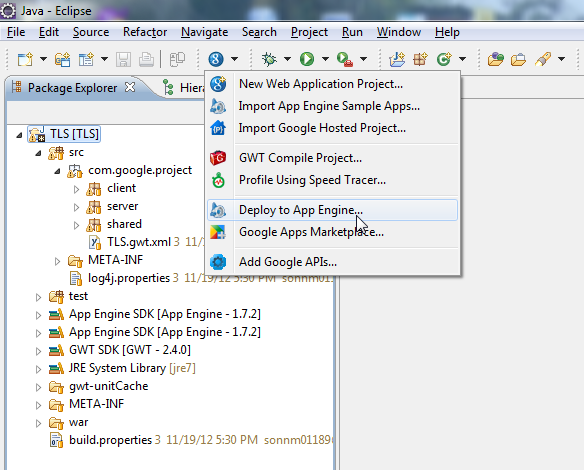 Java - Eclipse
File Edit Source Refactor Navigate Search Project Run Window Help
Package Explorer Hiera
New Web Application Project...
Import App Engine Sample Apps...
Import Google Hosted Project...
GWT Compile Project...
Profile Using Speed Tracer...
Deploy to App Engine...
Google Apps Marketplace...
Add Google APIs...
TLS [TLS]
src
com.google.project
client
server
shared
TLS.gwt.xml 3 11/19/12
META-INF
log4j.properties 3 11/19/12 5:30 PM sonnm01189
test
App Engine SDK [App Engine - 1.7.2]
App Engine SDK [App Engine - 1.7.2]
GWT SDK [GWT - 2.4.0]
JRE System Library [jre7]
gwt-unitCache
META-INF
war
build.properties 3 11/19/12 5:30 PM sonnm01189